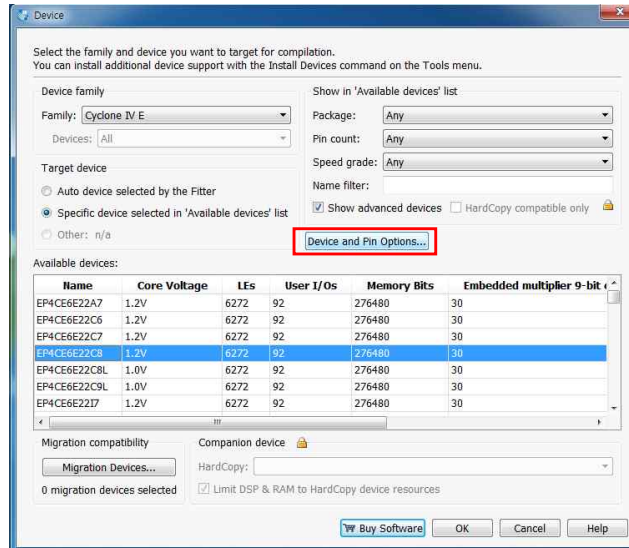 Device
Select the family and device you want to target for compilation.
You can install additional device support with the Install Devices command on the Tools menu.
Device family
Family: Cyclone IV E
Devices: All
Show in 'Available devices' list
Package: Any
Pin count: Any
Speed grade: Any
Name filter:
Show advanced devices HardCopy compatible only
Target device
Auto device selected by the Fitter
Specific device selected in 'Available devices' list
Other: n/a
Device and Pin Options...
Available devices:
Name Core Voltage LEs User I/Os Memory Bits Embedded multiplier 9-bit
EP4CE6E22A7 1.2V 6272 92 276480 30
EP4CE6E22C6 1.2V 6272 92 276480 30
EP4CE6E22C7 1.2V 6272 92 276480 30
EP4CE6E22C8 1.2V 6272 92 276480 30
EP4CE6E22C8L 1.0V 6272 92 276480 30
EP4CE6E22C9L 1.0V 6272 92 276480 30
EP4CE6E22I7 1.2V 6272 92 276480 30
Migration compatibility
Migration Devices...
0 migration devices selected
Companion device
HardCopy:
Limit DSP & RAM to HardCopy device resources
Buy Software OK Cancel Help